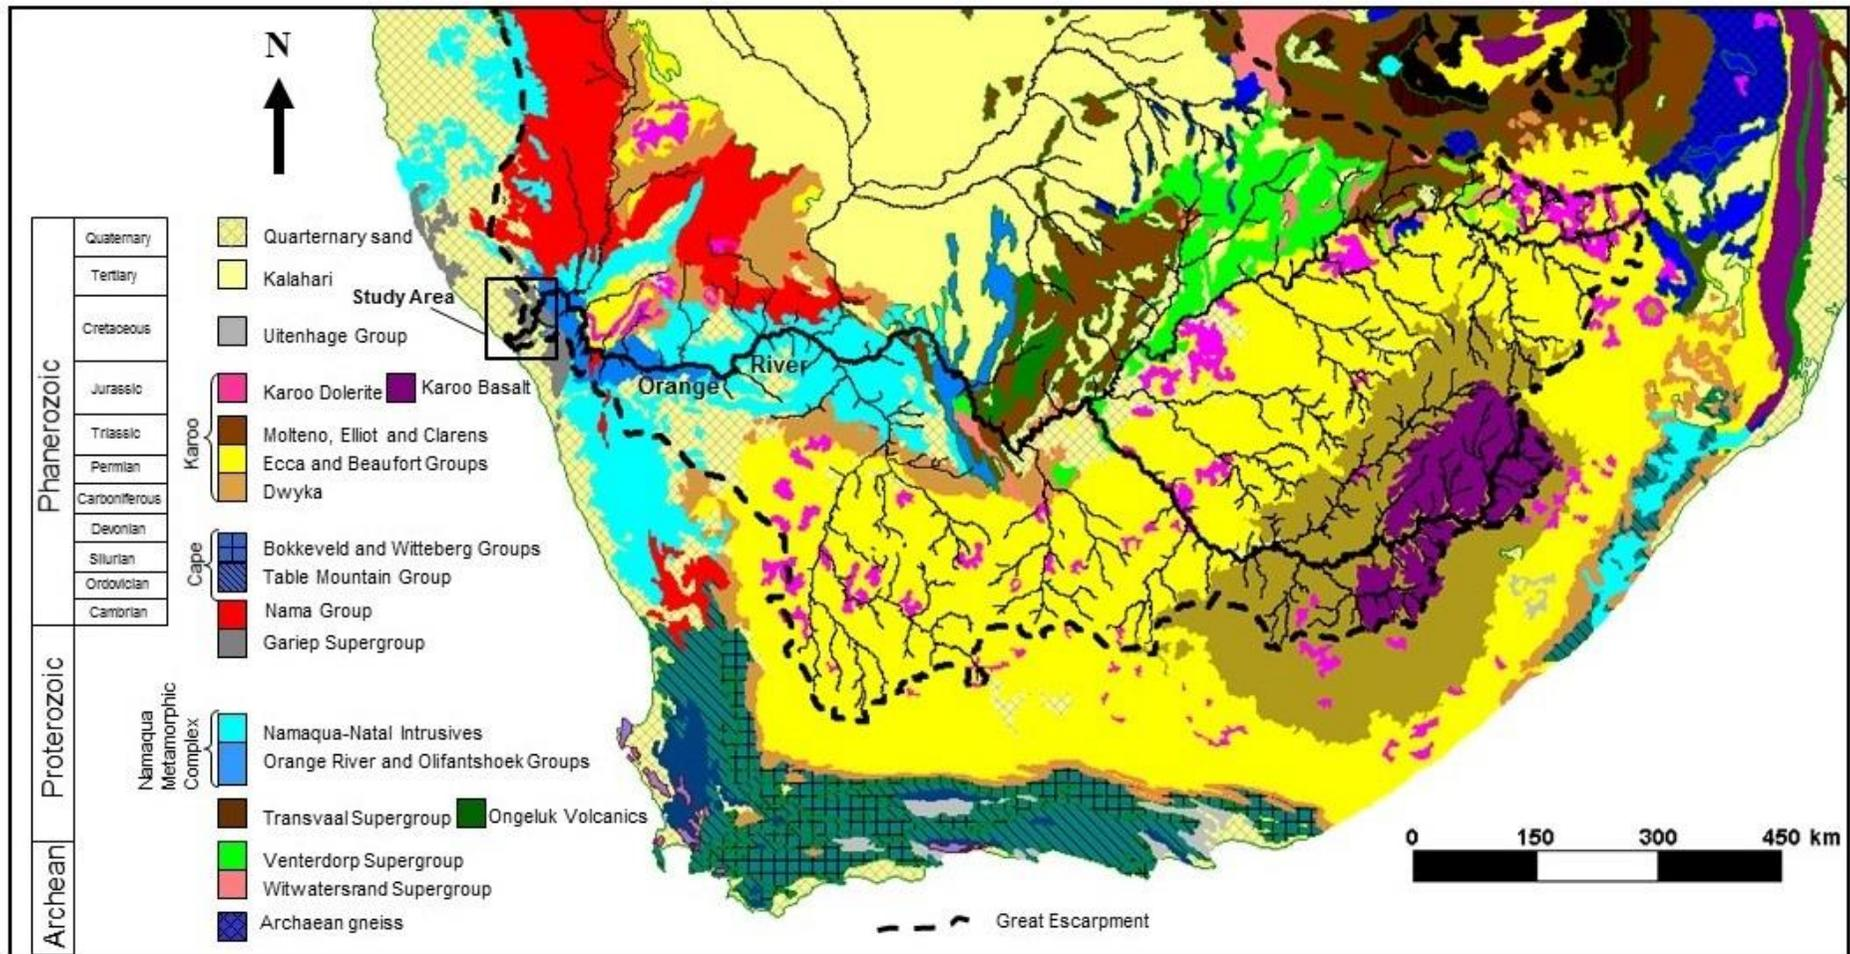 N
Quaternary
Tertiary
Cretaceous
Jurassic
Triassic
Permian
Carboniferous
Devonian
Silurian
Ordovician
Cambrian
Phanerozoic
Proterozoic
Archean
Quarternary sand
Kalahari
Uitenhage Group
Karoo Dolerite
Karoo Basalt
Molteno, Elliot and Clarens
Ecca and Beaufort Groups
Dwyka
Karoo
Bokkeveld and Witteberg Groups
Table Mountain Group
Cape
Nama Group
Gariep Supergroup
Namaqua
Metamorphic
Complex
Namaqua-Natal Intrusives
Orange River and Olifantshoek Groups
Transvaal Supergroup
Ongeluk Volcanics
Venterdorp Supergroup
Witwatersrand Supergroup
Archaean gneiss
Study Area
Orange
River
0 150 300 450 km
Great Escarpment